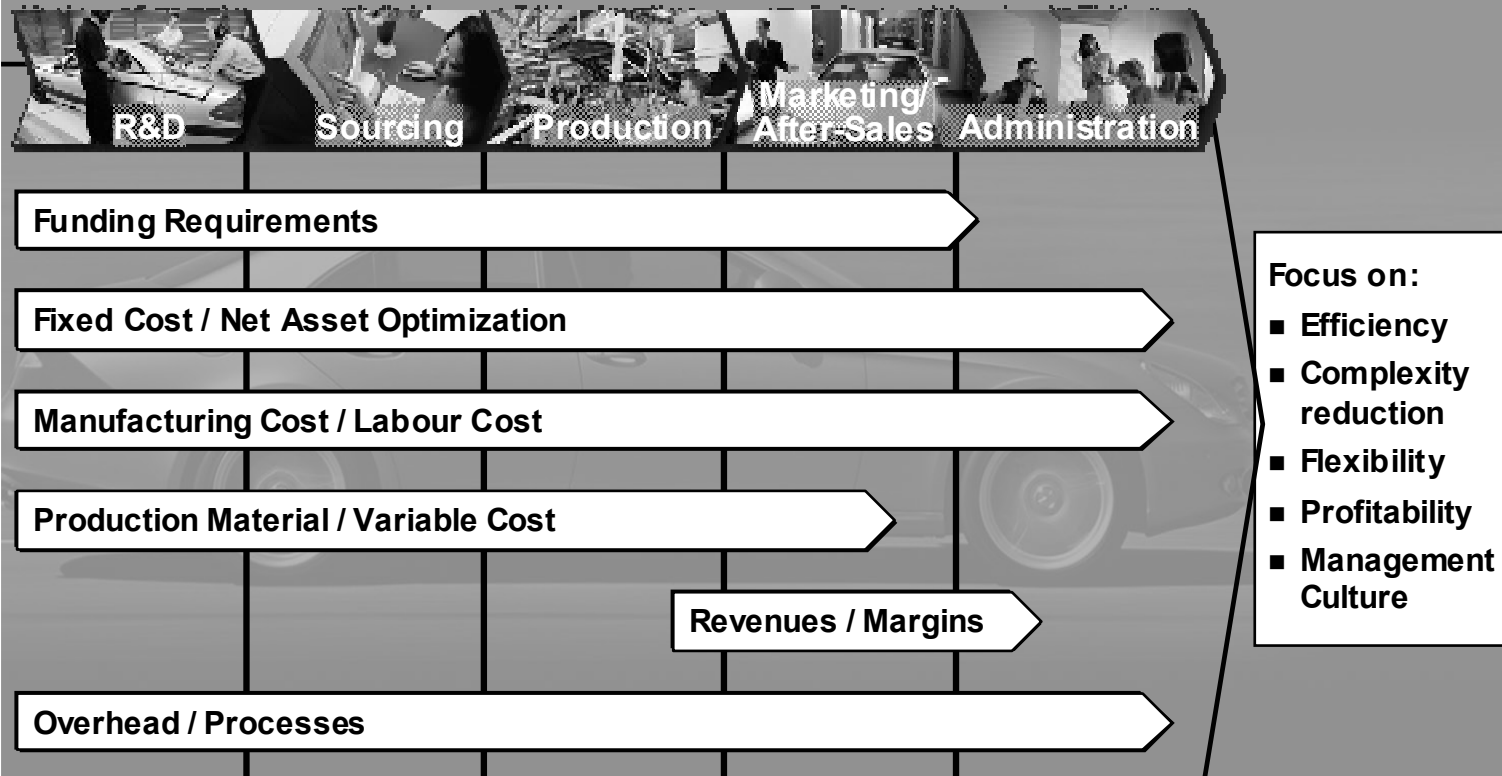 R&D
Sourcing
Production
Marketing/
After-Sales
Administration
Funding Requirements
Fixed Cost / Net Asset Optimization
Manufacturing Cost / Labour Cost
Production Material / Variable Cost
Revenues / Margins
Overhead / Processes
Focus on:
■ Efficiency
■ Complexity
reduction
■ Flexibility
■ Profitability
■ Management
Culture